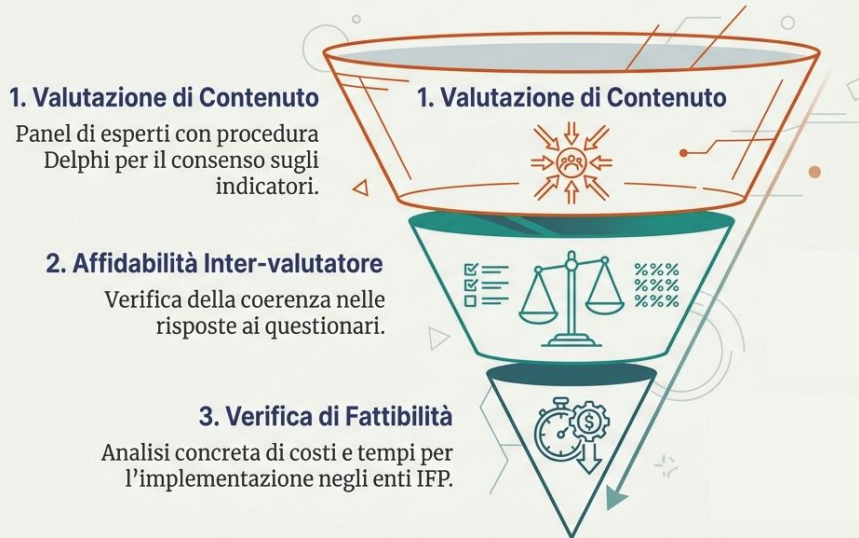 1. Valutazione di Contenuto
Panel di esperti con procedura
Delphi per il consenso sugli
indicatori.
1. Valutazione di Contenuto
2. Affidabilità Inter-valutatore
Verifica della coerenza nelle
risposte ai questionari.
%%%
%%%
%%%
3. Verifica di Fattibilità
Analisi concreta di costi e tempi per
l'implementazione negli enti IFP.
$